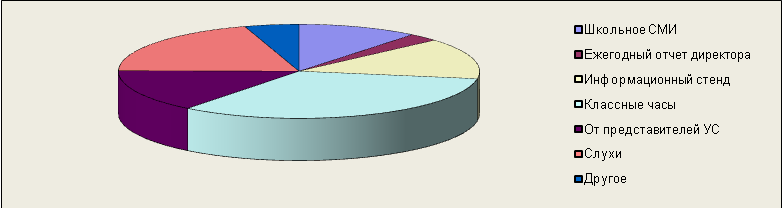 Школьное СМИ
Ежегодный отчет директора
Информационный стенд
Классные часы
От представителей УС
Слухи
Другое